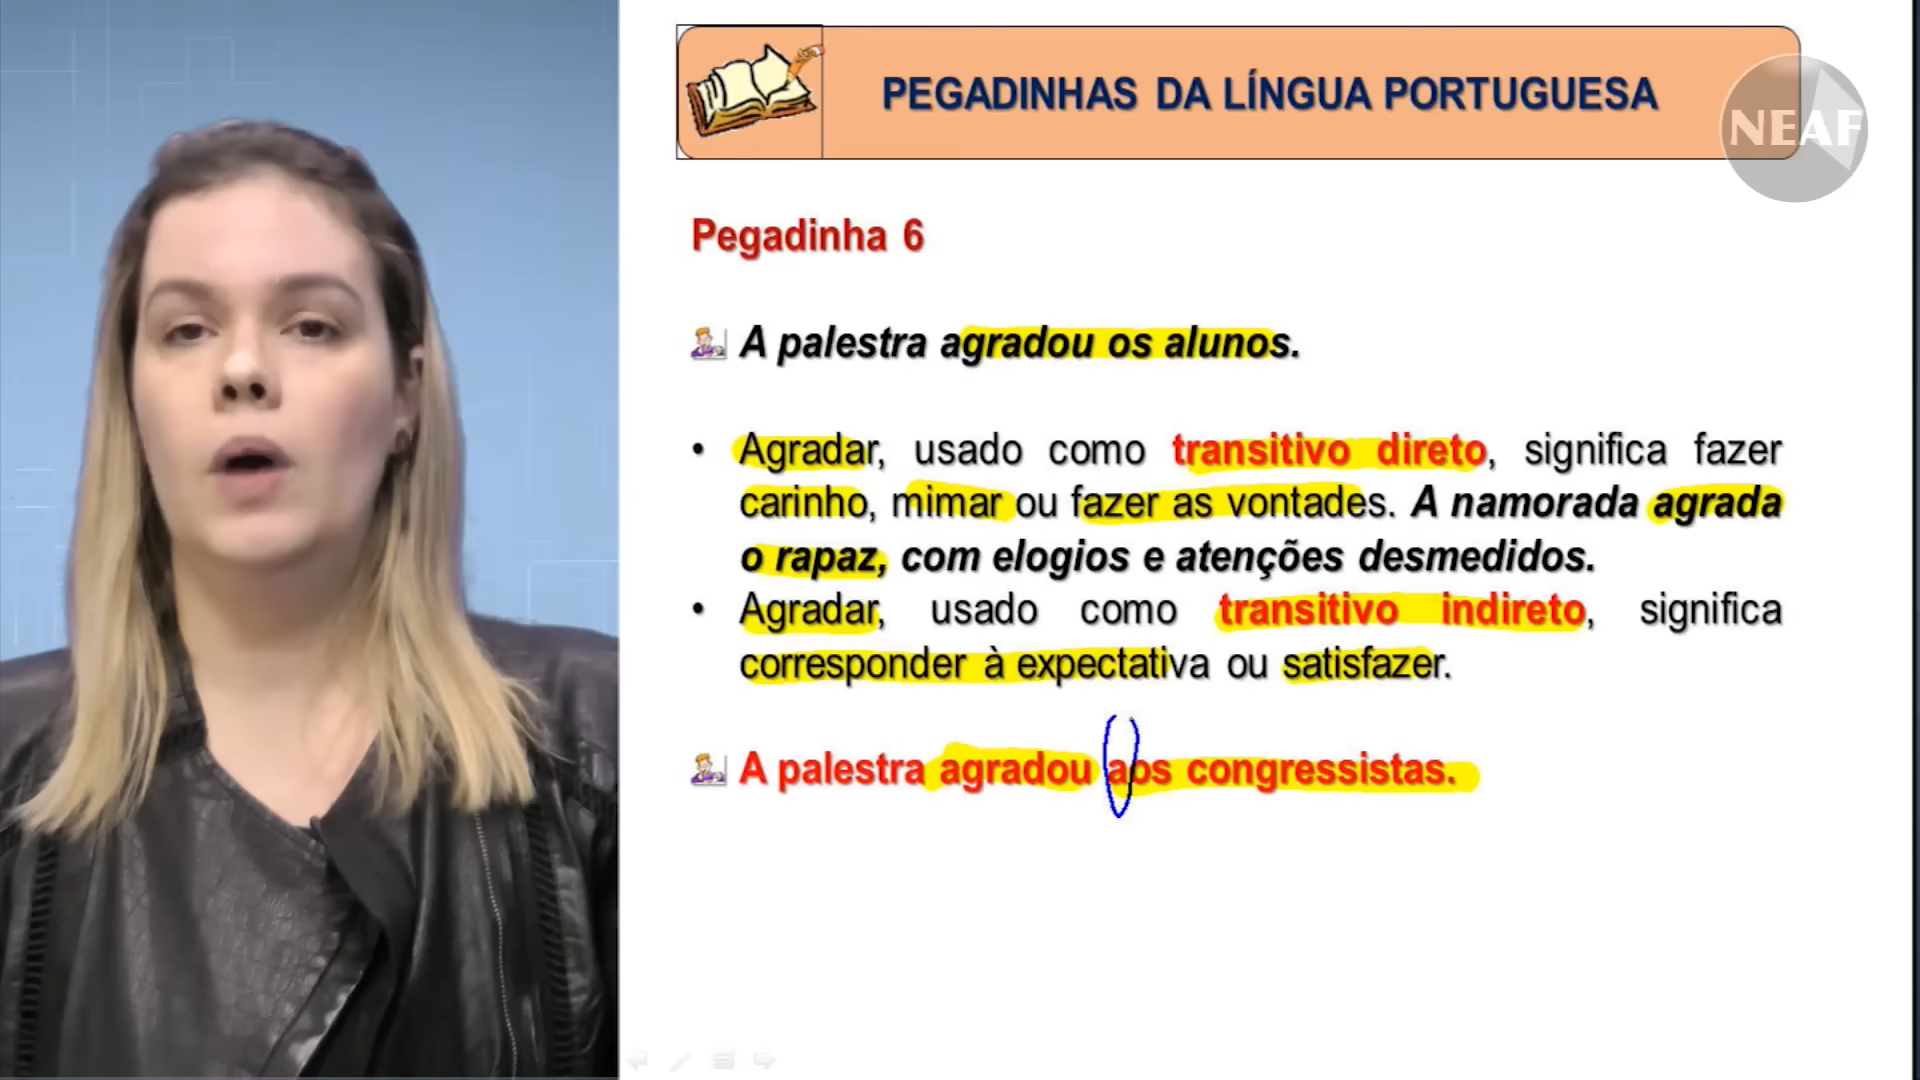 PEGADINHAS DA LÍNGUA PORTUGUESA
NEAF
Pegadinha 6
A palestra agradou os alunos.
• Agradar, usado como transitivo direto, significa fazer
carinho, mimar ou fazer as vontades. A namorada agrada
o rapaz, com elogios e atenções desmedidos.
• Agradar, usado como transitivo indireto, significa
corresponder à expectativa ou satisfazer.
A palestra agradou aos congressistas.